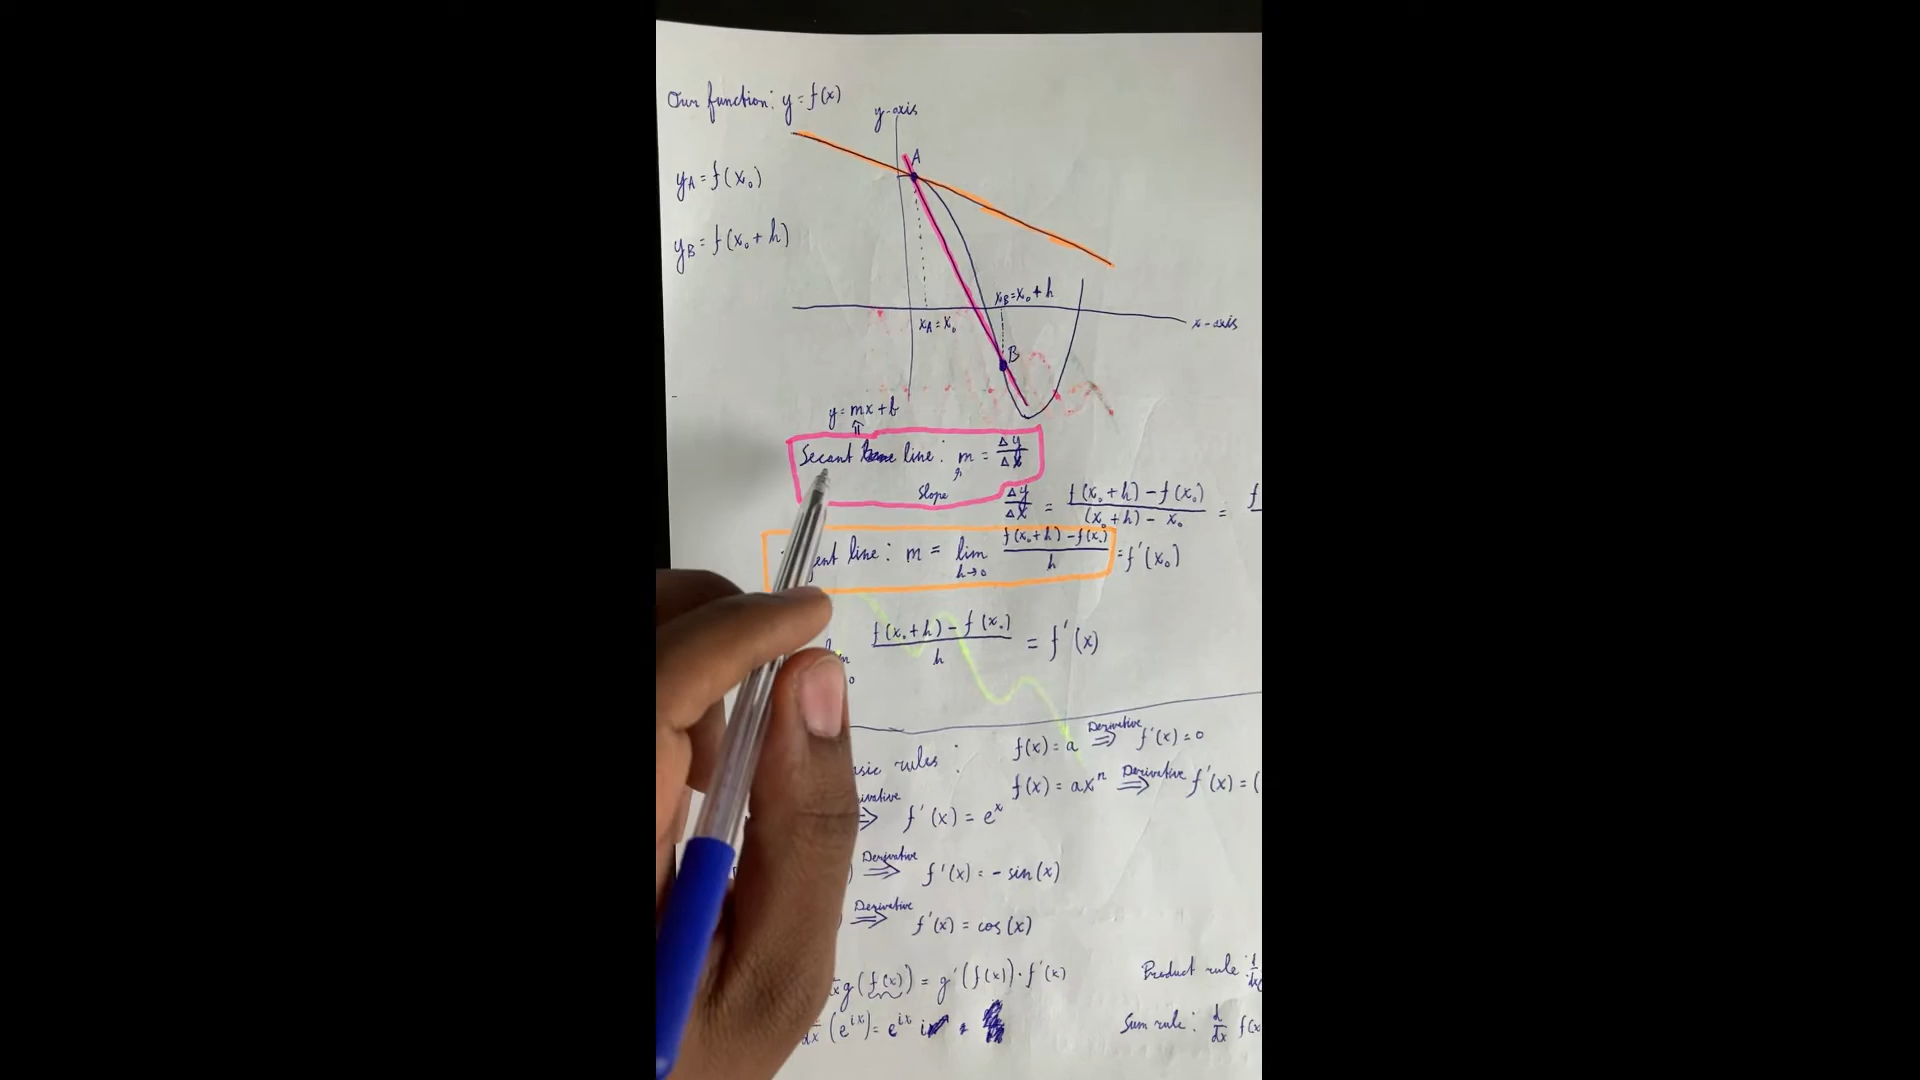 Our function: y = f(x)
y-axis
A
y_A = f(x₀)
y_B = f(x₀ + h)
x_B = x₀ + h
x_A = x₀
x-axis
B
y = mx + b
⇑
Secant line: m = Δy/Δx
Slope
Δy/Δx = (f(x₀ + h) − f(x₀))/((x₀ + h) − x₀) = f
ent line: m = lim h→0 (f(x₀ + h) − f(x₀))/h = f'(x₀)
(f(x₀ + h) − f(x₀))/h = f'(x)
rules: f(x) = a ⇒ Derivative f'(x) = 0
f(x) = axⁿ ⇒ Derivative f'(x) = (
⇒ f'(x) = eˣ
) ⇒ Derivative f'(x) = − sin(x)
) ⇒ Derivative f'(x) = cos(x)
g(f(x)) = g'(f(x)) · f'(x) Product rule: d/dx
dx (e^{ix}) = e^{ix} i
Sum rule: d/dx f(x